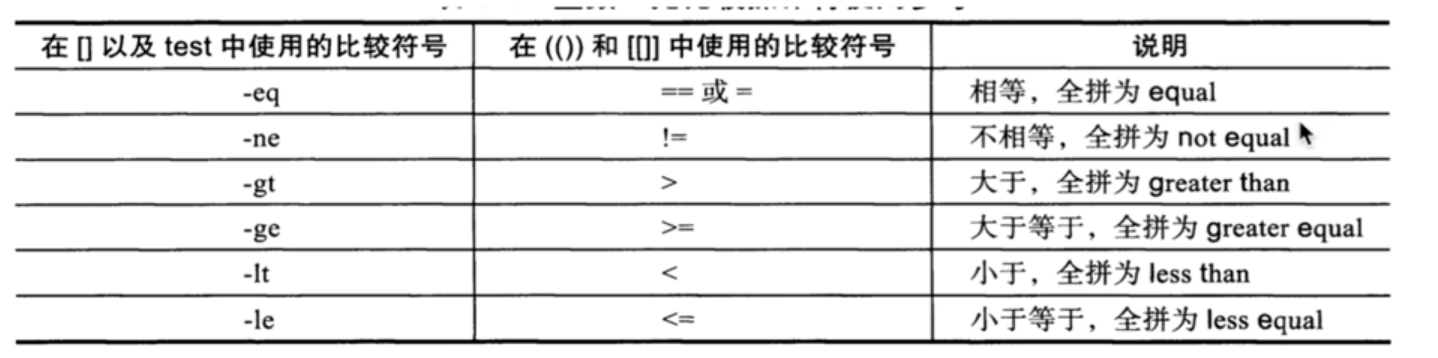 在 [] 以及 test 中使用的比较符号 在 (()) 和 [[]] 中使用的比较符号 说明
-eq == 或 = 相等，全拼为 equal
-ne != 不相等，全拼为 not equal
-gt > 大于，全拼为 greater than
-ge >= 大于等于，全拼为 greater equal
-lt < 小于，全拼为 less than
-le <= 小于等于，全拼为 less equal